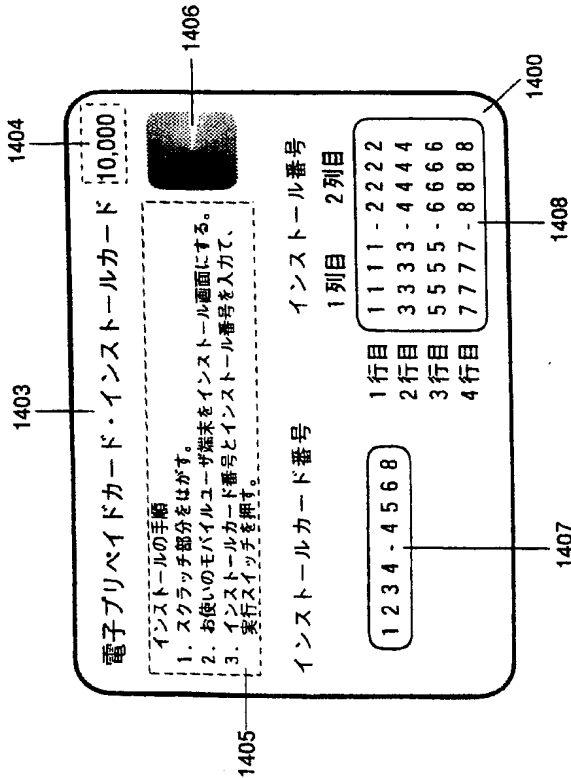 1403
1404
電子プリペイドカード・インストールカード
10,000
1406
インストールの手順
1. スクラッチ部分をはがす。
2. お使いのモバイルユーザ端末をインストール画面にする。
3. インストールカード番号とインストール番号を入力て、
実行スイッチを押す。
1405
インストールカード番号
インストール番号
1列目 2列目
1234-4568
1行目 1111-2222
2行目 3333-4444
3行目 5555-6666
4行目 7777-8888
1400
1407
1408